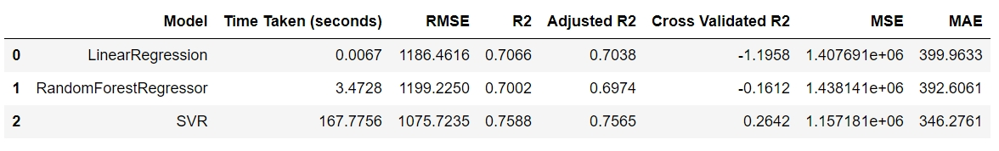 Model Time Taken (seconds) RMSE R2 Adjusted R2 Cross Validated R2 MSE MAE
0 LinearRegression 0.0067 1186.4616 0.7066 0.7038 -1.1958 1.407691e+06 399.9633
1 RandomForestRegressor 3.4728 1199.2250 0.7002 0.6974 -0.1612 1.438141e+06 392.6061
2 SVR 167.7756 1075.7235 0.7588 0.7565 0.2642 1.157181e+06 346.2761